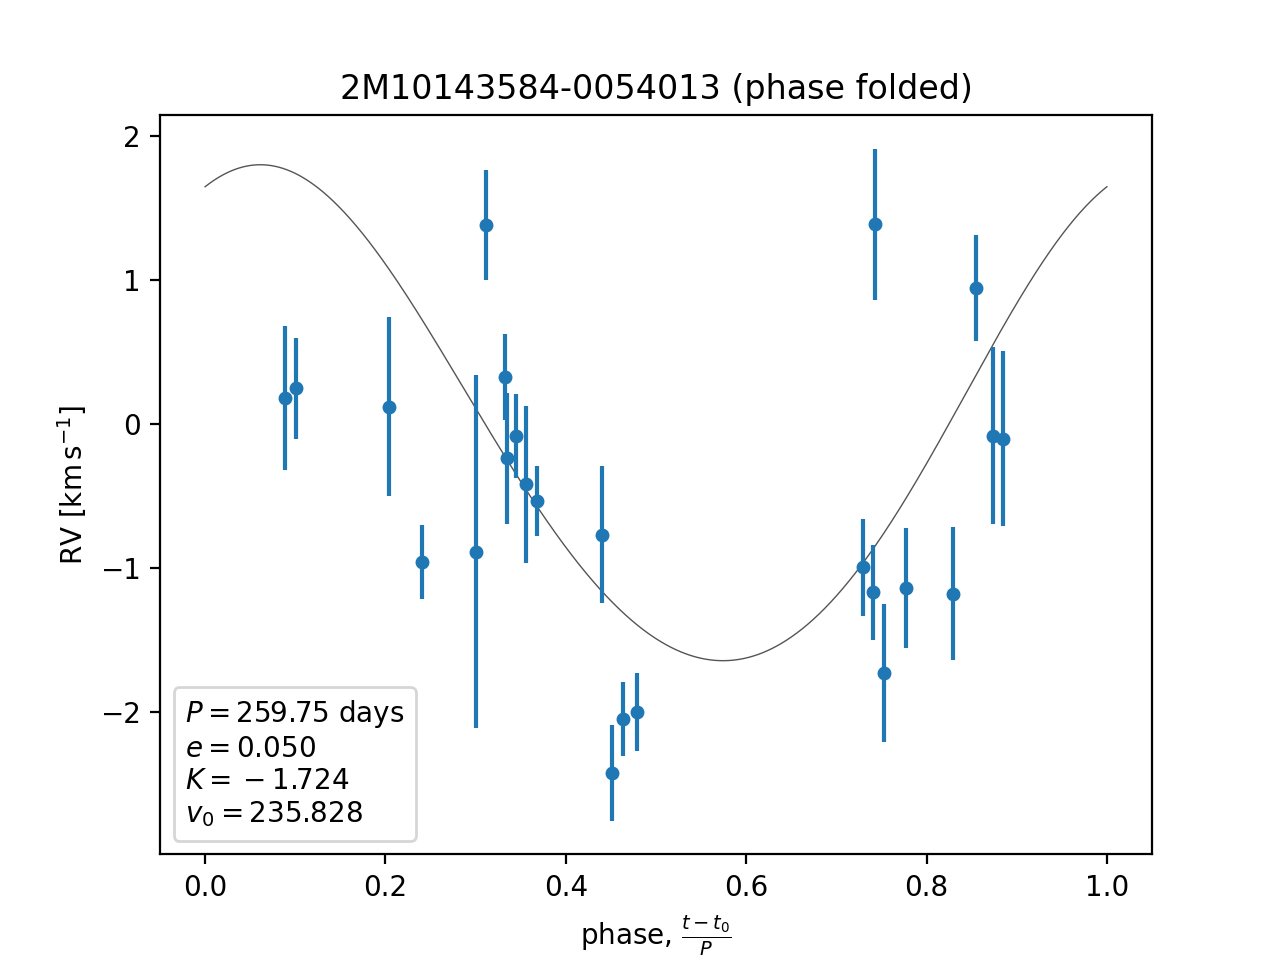 2M10143584-0054013 (phase folded)
2
1
0
−1
−2
RV [km s⁻¹]
P = 259.75 days
e = 0.050
K = −1.724
v₀ = 235.828
0.0 0.2 0.4 0.6 0.8 1.0
phase, (t − t₀)/P